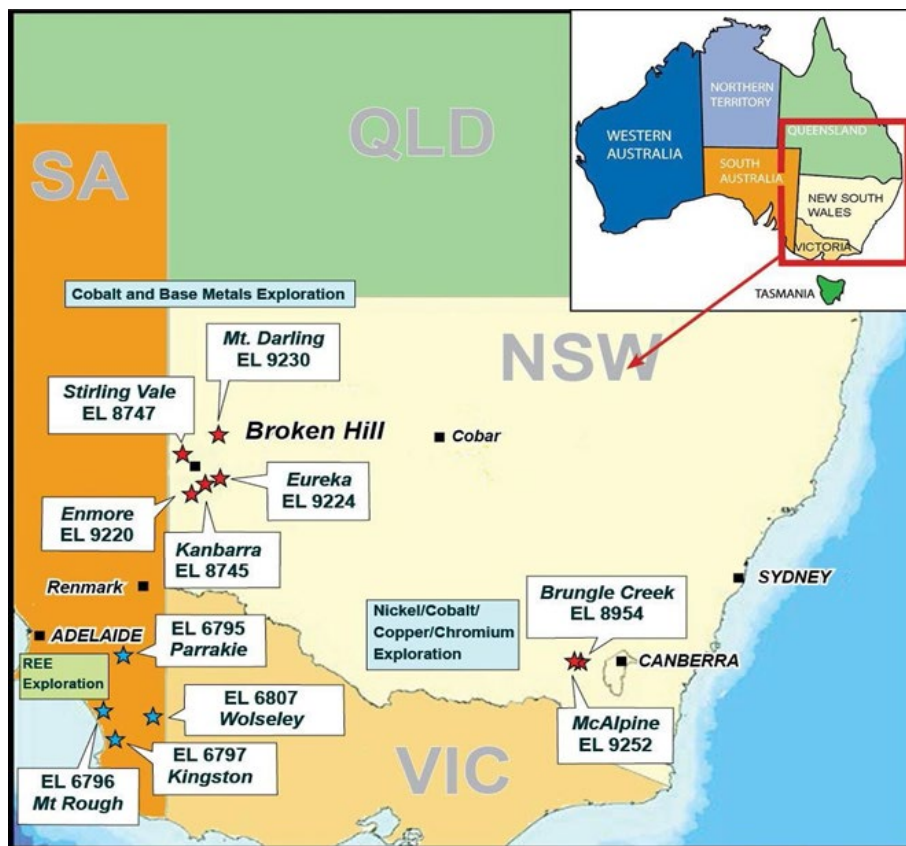 NORTHERN
TERRITORY
QUEENSLAND
WESTERN
AUSTRALIA
SOUTH
AUSTRALIA
NEW SOUTH
WALES
VICTORIA
TASMANIA
QLD
SA
NSW
Cobalt and Base Metals Exploration
Mt. Darling
EL 9230
Stirling Vale
EL 8747
Broken Hill
Cobar
Eureka
EL 9224
Enmore
EL 9220
Kanbarra
EL 8745
Renmark
SYDNEY
Brungle Creek
EL 8954
Nickel/Cobalt/
Copper/Chromium
Exploration
ADELAIDE
EL 6795
Parrakie
CANBERRA
REE
Exploration
EL 6807
Wolseley
McAlpine
EL 9252
EL 6797
Kingston
VIC
EL 6796
Mt Rough